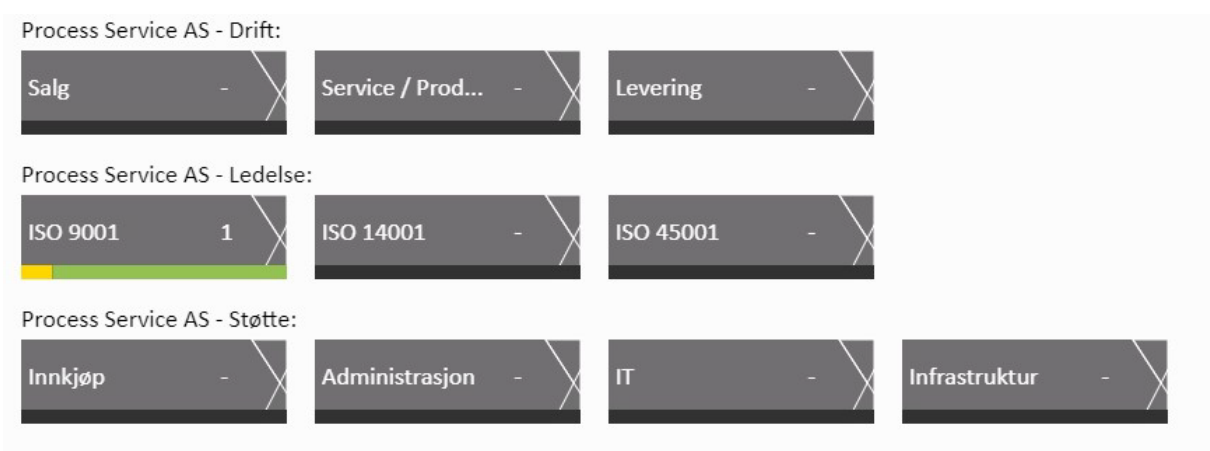 Process Service AS - Drift:
Salg - Service / Prod... - Levering -
Process Service AS - Ledelse:
ISO 9001 1 ISO 14001 - ISO 45001 -
Process Service AS - Støtte:
Innkjøp - Administrasjon - IT - Infrastruktur -